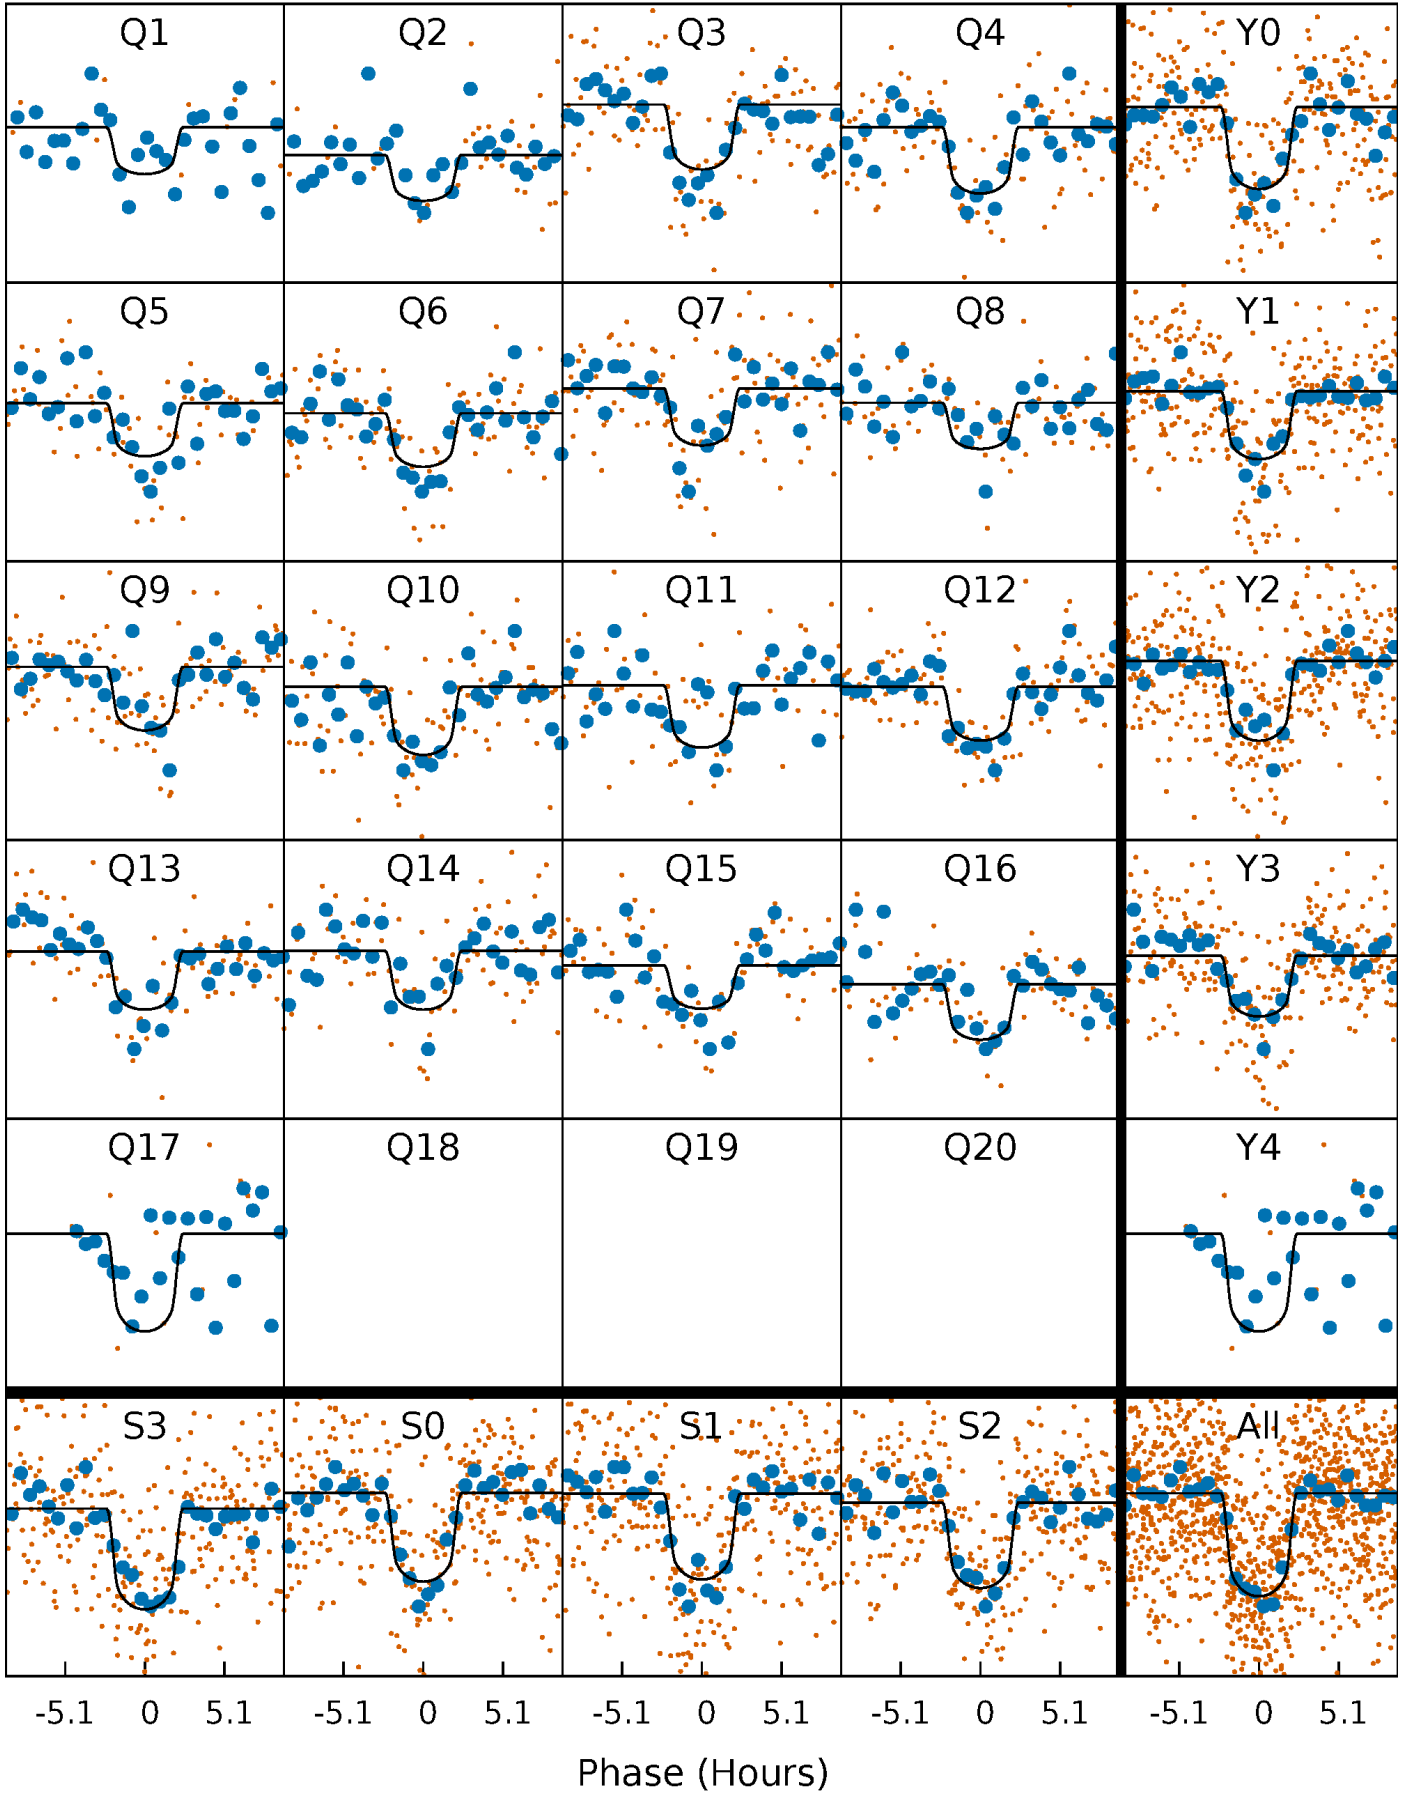 Q1 Q2 Q3 Q4 Y0
Q5 Q6 Q7 Q8 Y1
Q9 Q10 Q11 Q12 Y2
Q13 Q14 Q15 Q16 Y3
Q17 Q18 Q19 Q20 Y4
S3 S0 S1 S2 All
-5.1 0 5.1 -5.1 0 5.1 -5.1 0 5.1 -5.1 0 5.1 -5.1 0 5.1
Phase (Hours)